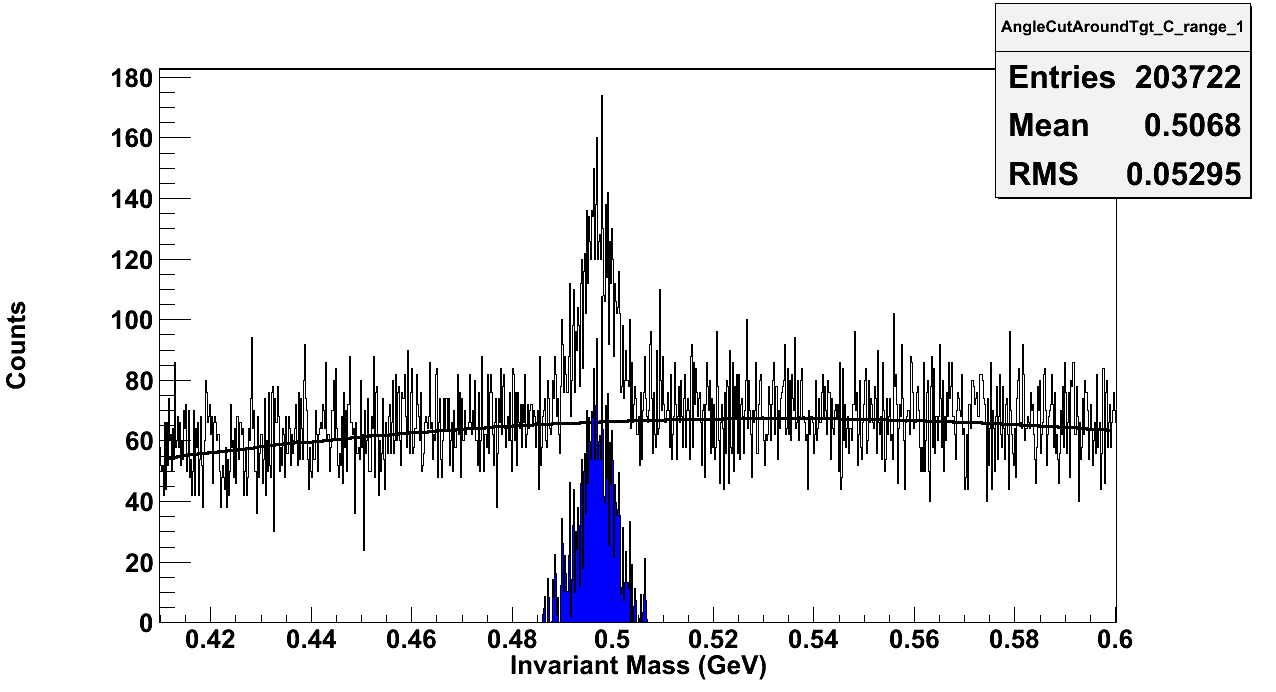 AngleCutAroundTgt_C_range_1
Entries 203722
Mean 0.5068
RMS 0.05295
180
160
140
120
100
80
60
40
20
0
Counts
0.42 0.44 0.46 0.48 0.5 0.52 0.54 0.56 0.58 0.6
Invariant Mass (GeV)